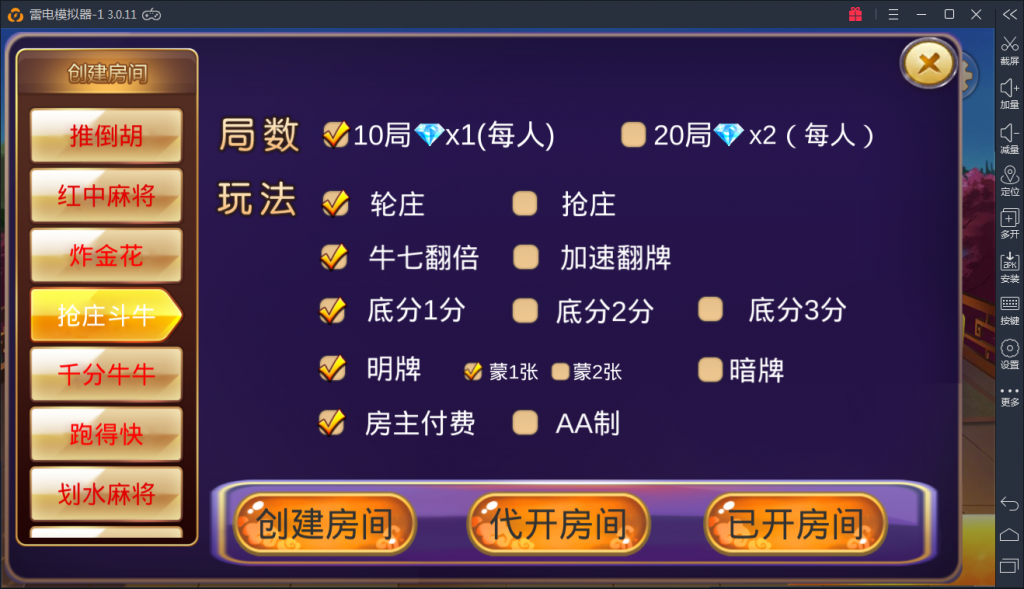 雷电模拟器-1 3.0.11
创建房间
推倒胡
红中麻将
炸金花
抢庄斗牛
千分牛牛
跑得快
划水麻将
局数 10局x1(每人) 20局x2（每人）
玩法 轮庄 抢庄
牛七翻倍 加速翻牌
底分1分 底分2分 底分3分
明牌 蒙1张 蒙2张 暗牌
房主付费 AA制
创建房间 代开房间 已开房间
截屏
加量
减量
定位
多开
APK
安装
按键
设置
更多